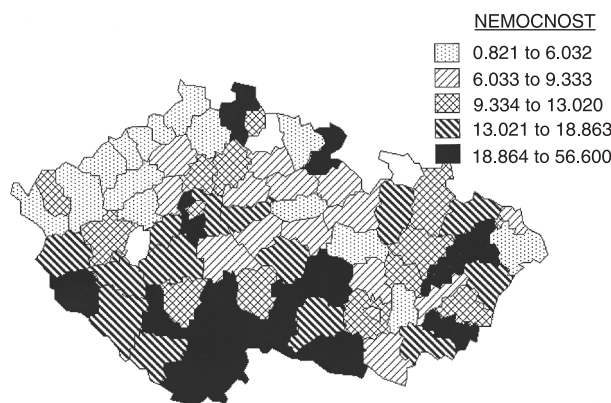 NEMOCNOST
0.821 to 6.032
6.033 to 9.333
9.334 to 13.020
13.021 to 18.863
18.864 to 56.600